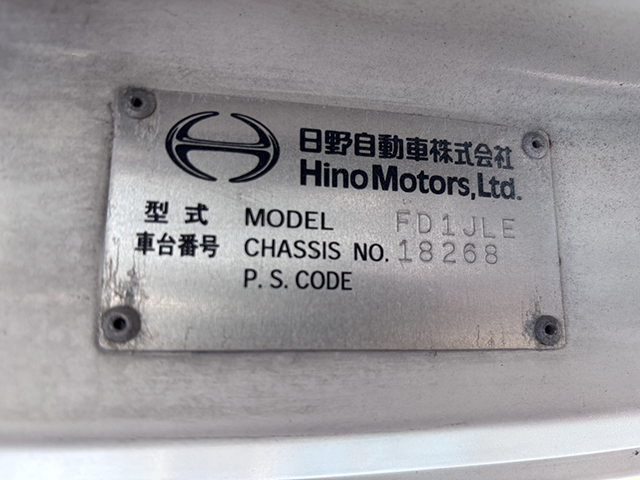 日野自動車株式会社
Hino Motors, Ltd.
型式 MODEL FD1JLE
車台番号 CHASSIS NO. 18268
P. S. CODE